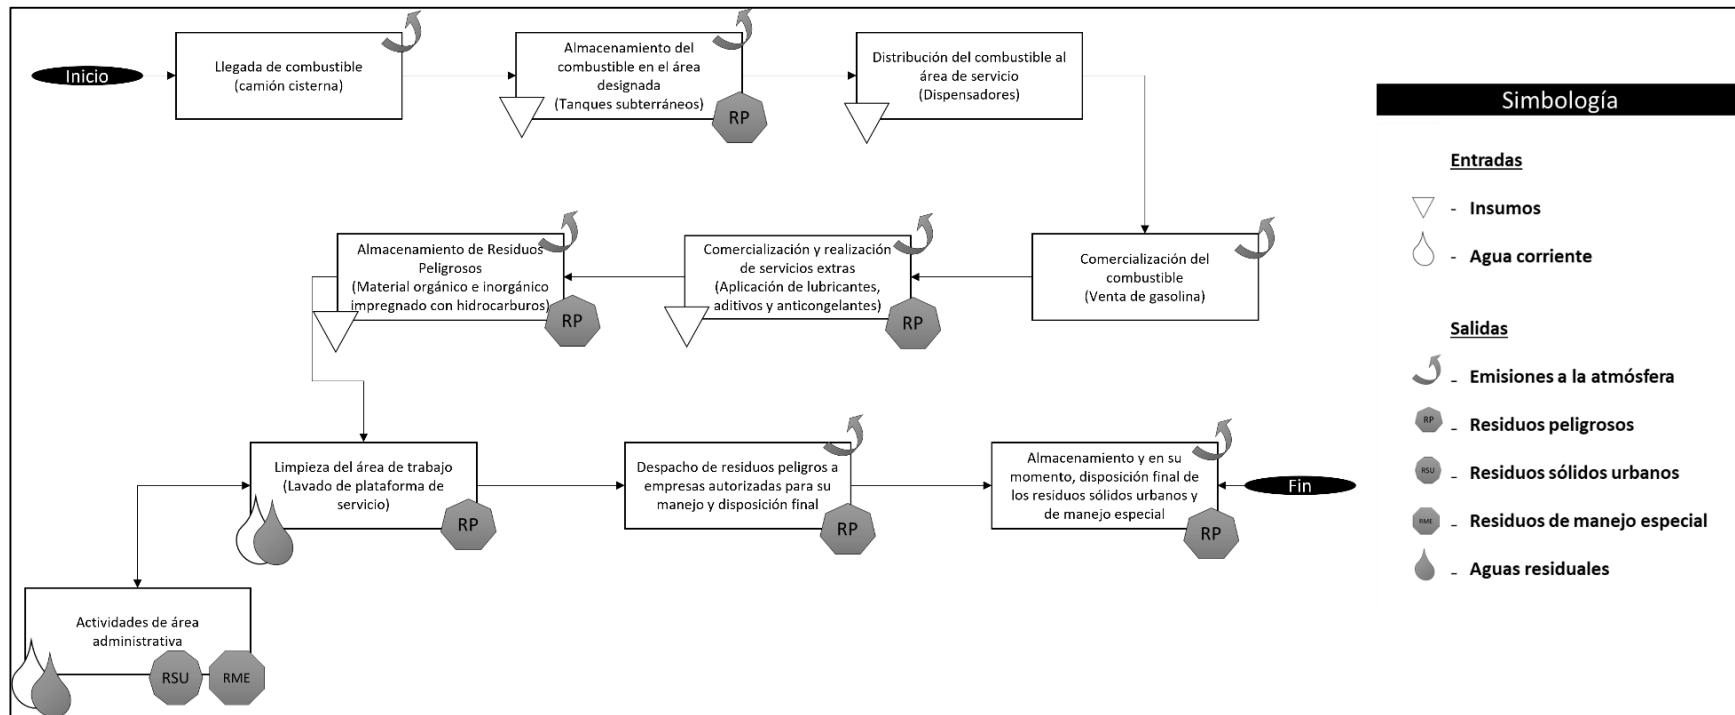 Inicio
Llegada de combustible
(camión cisterna)
Almacenamiento del
combustible en el área
designada
(Tanques subterráneos)
RP
Distribución del combustible al
área de servicio
(Dispensadores)
Comercialización del
combustible
(Venta de gasolina)
Comercialización y realización
de servicios extras
(Aplicación de lubricantes,
aditivos y anticongelantes)
RP
Almacenamiento de Residuos
Peligrosos
(Material orgánico e inorgánico
impregnado con hidrocarburos)
RP
Limpieza del área de trabajo
(Lavado de plataforma de
servicio)
RP
Despacho de residuos peligros a
empresas autorizadas para su
manejo y disposición final
RP
Almacenamiento y en su
momento, disposición final de
los residuos sólidos urbanos y
de manejo especial
RP
Fin
Actividades de área
administrativa
RSU
RME
Simbología
Entradas
- Insumos
- Agua corriente
Salidas
- Emisiones a la atmósfera
RP - Residuos peligrosos
RSU - Residuos sólidos urbanos
RME - Residuos de manejo especial
- Aguas residuales